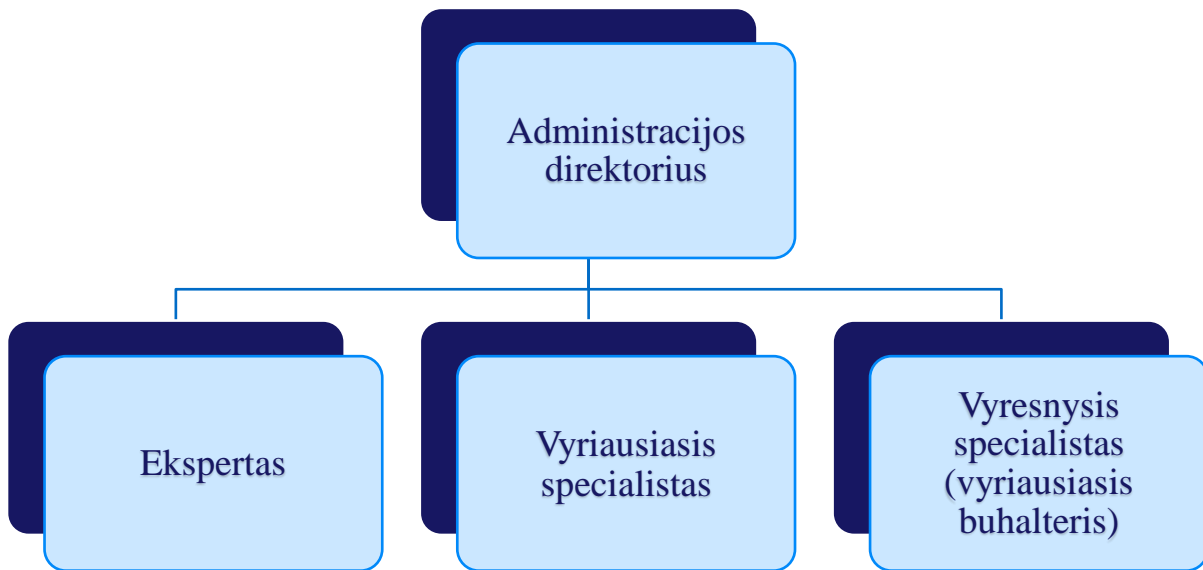 Administracijos
direktorius
Ekspertas
Vyriausiasis
specialistas
Vyresnysis
specialistas
(vyriausiasis
buhalteris)